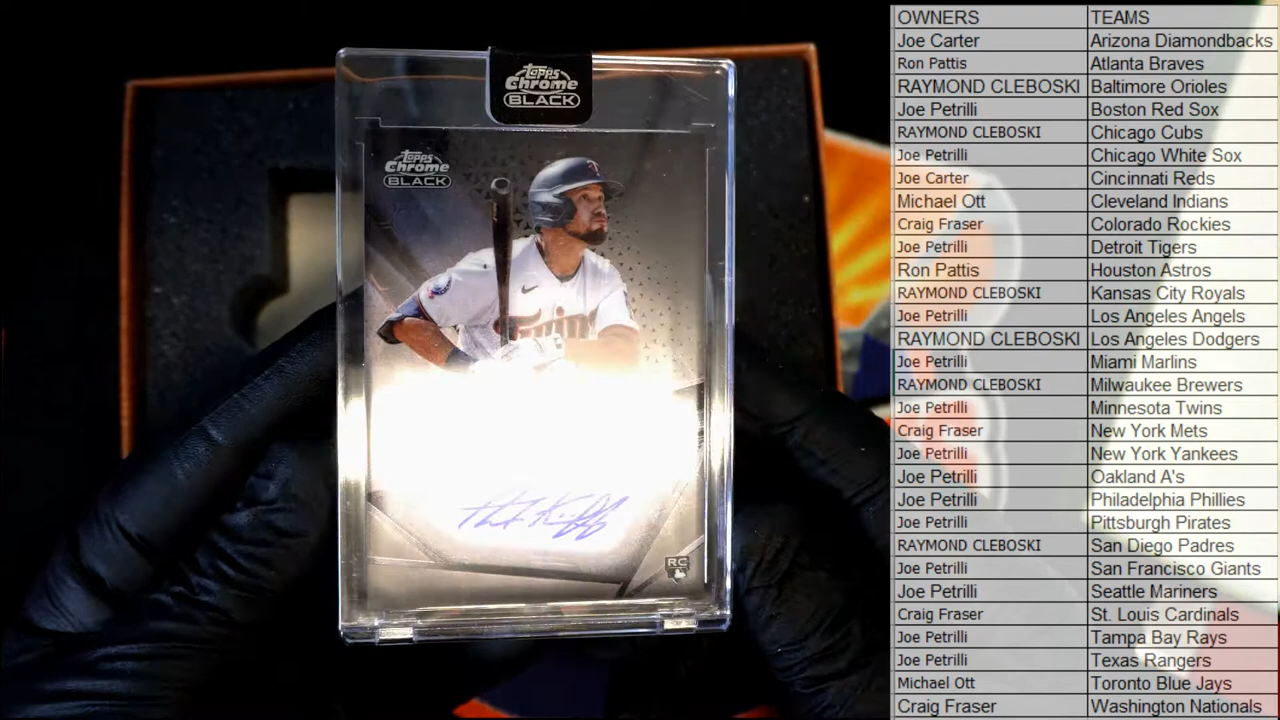 topps
Chrome
BLACK
topps
Chrome
BLACK
T
Twins
RC
OWNERS TEAMS
Joe Carter Arizona Diamondbacks
Ron Pattis Atlanta Braves
RAYMOND CLEBOSKI Baltimore Orioles
Joe Petrilli Boston Red Sox
RAYMOND CLEBOSKI Chicago Cubs
Joe Petrilli Chicago White Sox
Joe Carter Cincinnati Reds
Michael Ott Cleveland Indians
Craig Fraser Colorado Rockies
Joe Petrilli Detroit Tigers
Ron Pattis Houston Astros
RAYMOND CLEBOSKI Kansas City Royals
Joe Petrilli Los Angeles Angels
RAYMOND CLEBOSKI Los Angeles Dodgers
Joe Petrilli Miami Marlins
RAYMOND CLEBOSKI Milwaukee Brewers
Joe Petrilli Minnesota Twins
Craig Fraser New York Mets
Joe Petrilli New York Yankees
Joe Petrilli Oakland A's
Joe Petrilli Philadelphia Phillies
Joe Petrilli Pittsburgh Pirates
RAYMOND CLEBOSKI San Diego Padres
Joe Petrilli San Francisco Giants
Joe Petrilli Seattle Mariners
Craig Fraser St. Louis Cardinals
Joe Petrilli Tampa Bay Rays
Joe Petrilli Texas Rangers
Michael Ott Toronto Blue Jays
Craig Fraser Washington Nationals